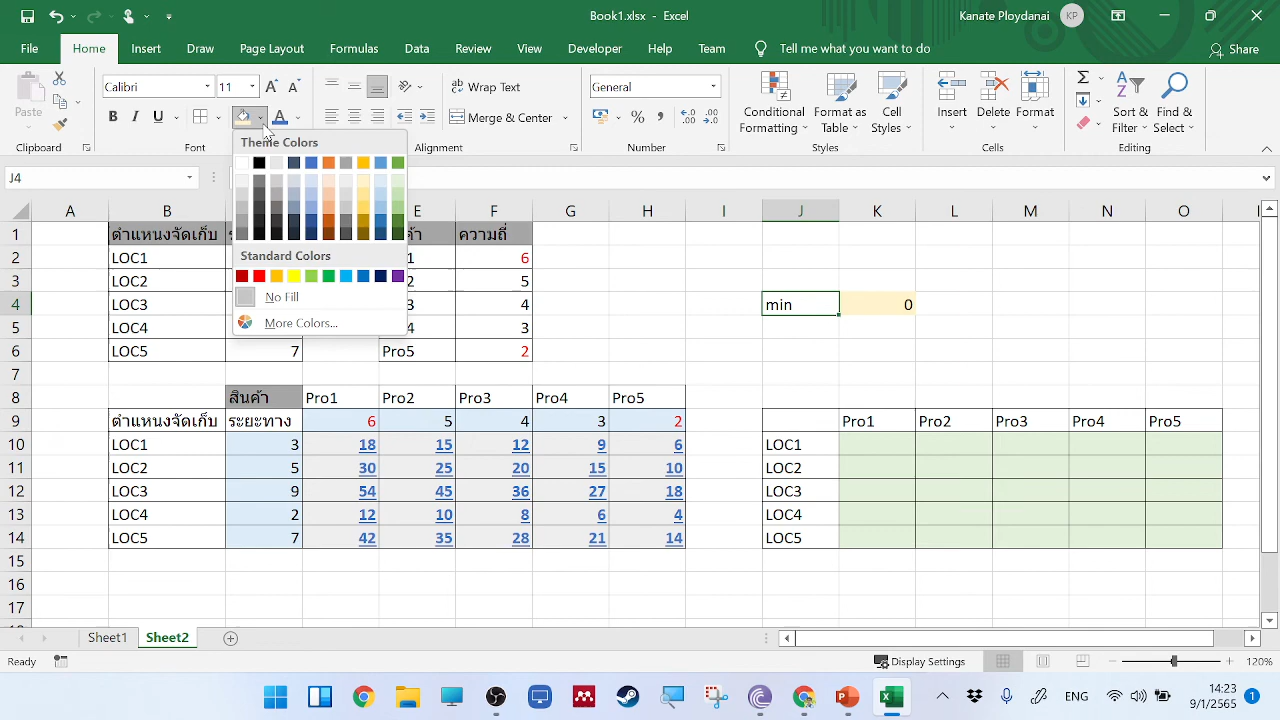 Book1.xlsx - Excel
Kanate Ploydanai KP
File Home Insert Draw Page Layout Formulas Data Review View Developer Help Team Tell me what you want to do Share
Paste Calibri 11 Wrap Text General Conditional Formatting Format as Table Cell Styles Insert Delete Format Sort & Filter Find & Select
B I U A Merge & Center % ,
Font Alignment Number Styles Cells Editing
J4
Theme Colors
Standard Colors
No Fill
More Colors...
A B E F G H I J K L M N O
1 ตำแหน่งจัดเก็บ ความถี่
2 LOC1 1 6
3 LOC2 2 5
4 LOC3 3 4 min 0
5 LOC4 4 3
6 LOC5 7 Pro5 2
7
8 สินค้า Pro1 Pro2 Pro3 Pro4 Pro5
9 ตำแหน่งจัดเก็บ ระยะทาง 6 5 4 3 2 Pro1 Pro2 Pro3 Pro4 Pro5
10 LOC1 3 18 15 12 9 6 LOC1
11 LOC2 5 30 25 20 15 10 LOC2
12 LOC3 9 54 45 36 27 18 LOC3
13 LOC4 2 12 10 8 6 4 LOC4
14 LOC5 7 42 35 28 21 14 LOC5
15
16
17
Sheet1 Sheet2
Ready Display Settings 120%
ENG 14:23
9/1/2565 1